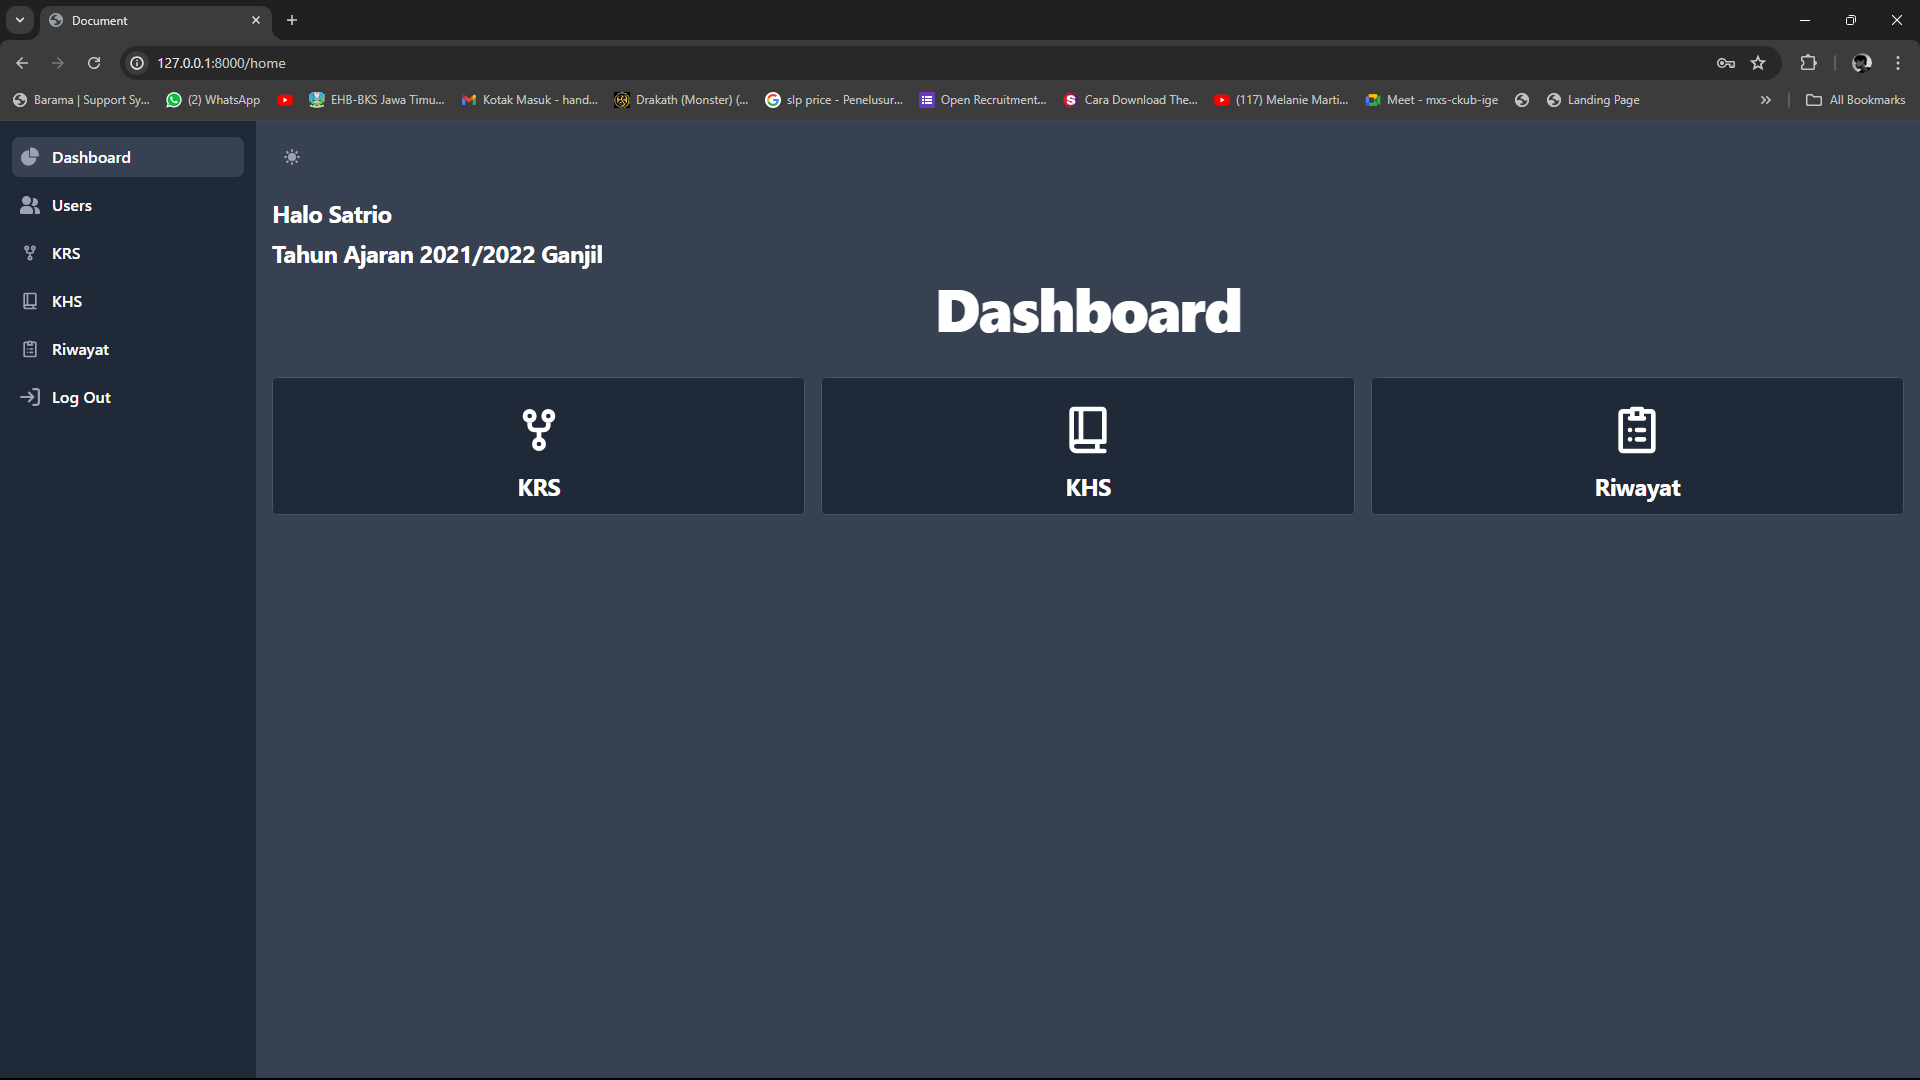 Document
127.0.0.1:8000/home
Barama | Support Sy...
(2) WhatsApp
EHB-BKS Jawa Timu...
Kotak Masuk - hand...
Drakath (Monster) (...
slp price - Penelusur...
Open Recruitment...
Cara Download The...
(117) Melanie Marti...
Meet - mxs-ckub-ige
Landing Page
All Bookmarks
Dashboard
Users
KRS
KHS
Riwayat
Log Out
Halo Satrio
Tahun Ajaran 2021/2022 Ganjil
Dashboard
KRS
KHS
Riwayat